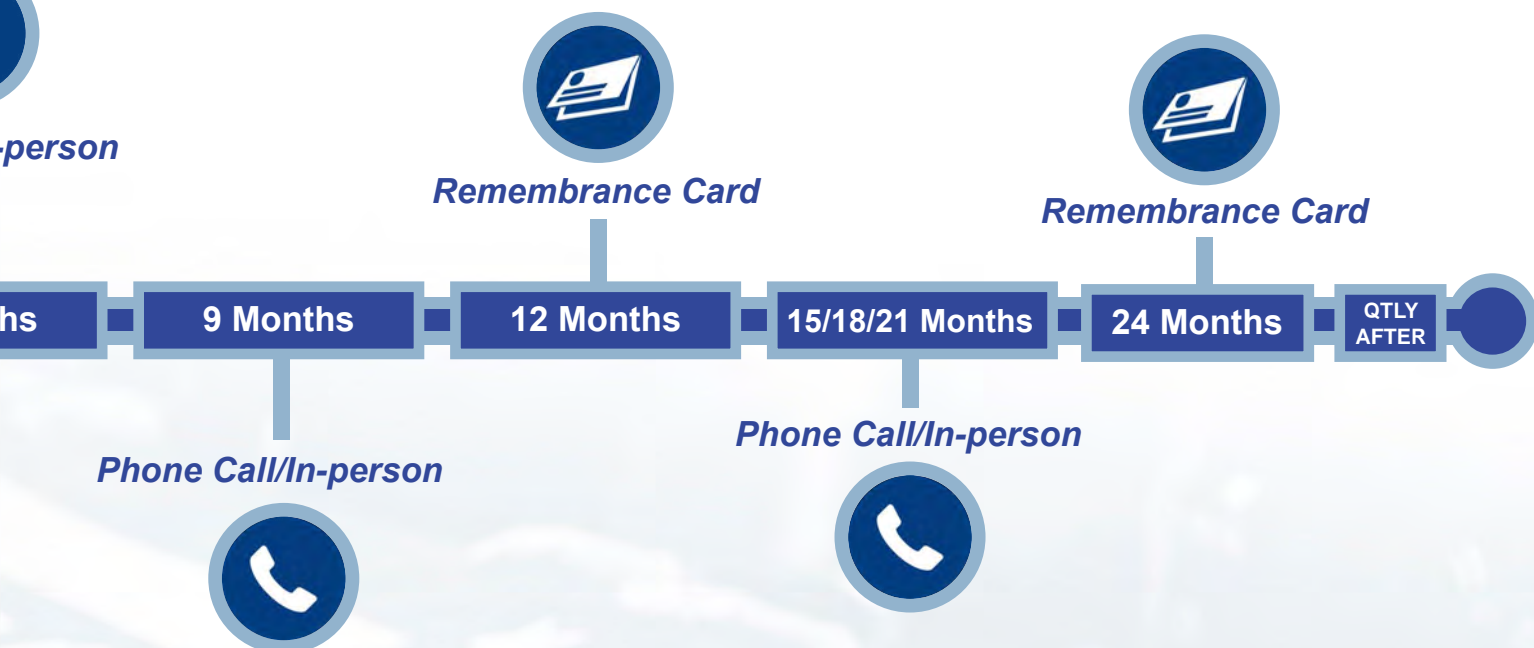 -person
Remembrance Card
Remembrance Card
hs
9 Months
12 Months
15/18/21 Months
24 Months
QTLY
AFTER
Phone Call/In-person
Phone Call/In-person